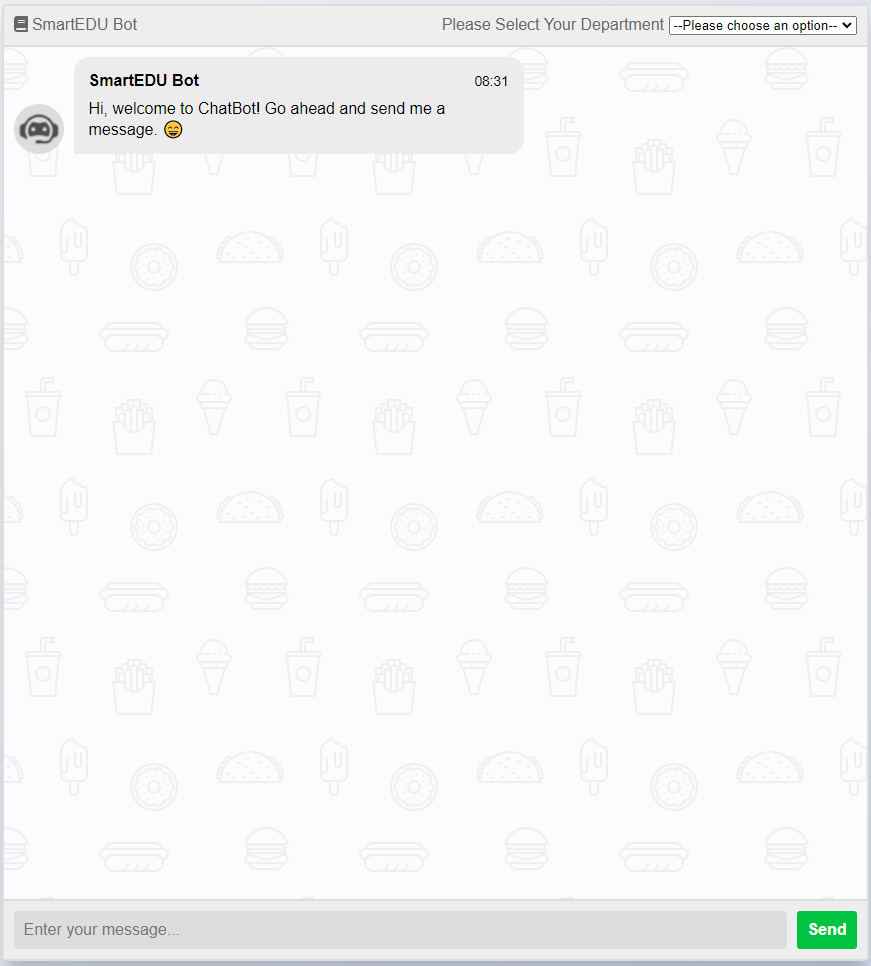 SmartEDU Bot
Please Select Your Department --Please choose an option--
SmartEDU Bot 08:31
Hi, welcome to ChatBot! Go ahead and send me a
message. 😄
Enter your message...
Send